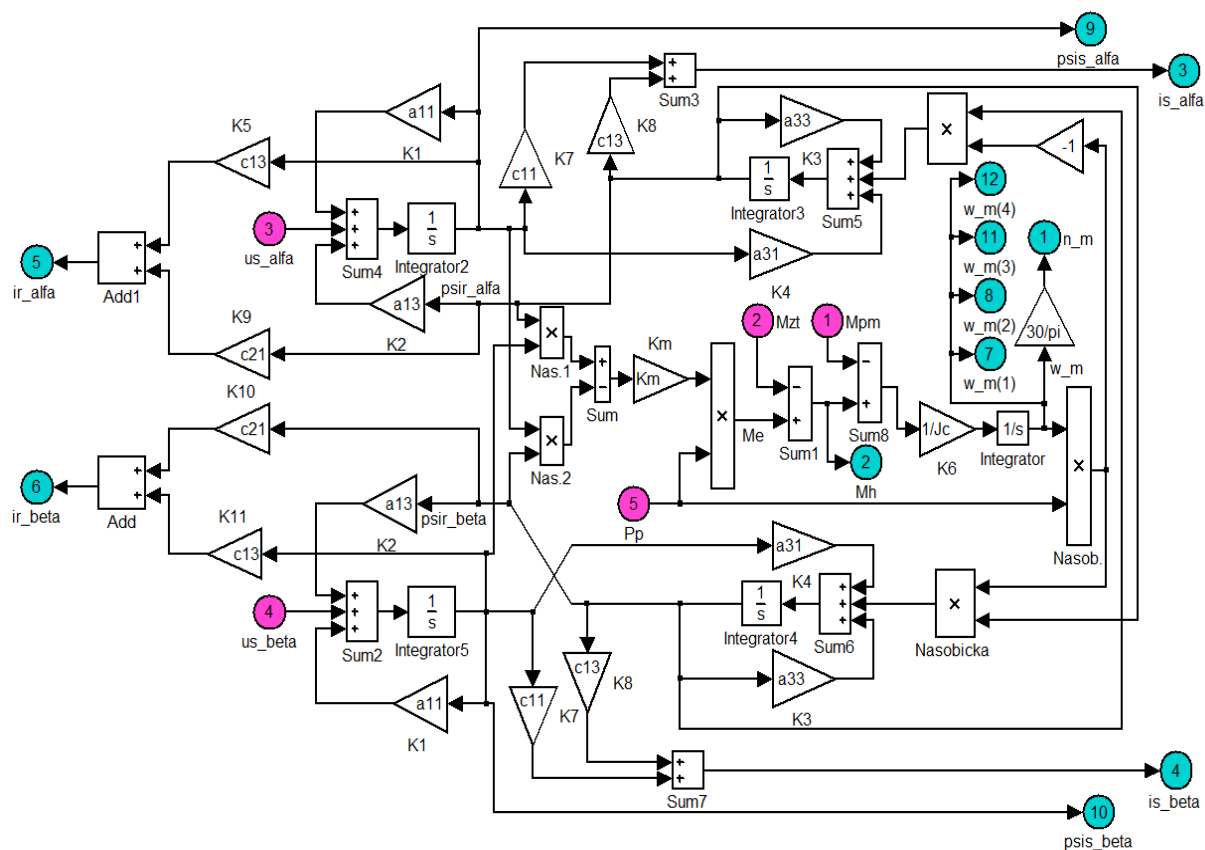 9
psis_alfa
+
+
Sum3
3
is_alfa
a11
K5
c13
K1
c11
K7
c13
K8
a33
K3
1
s
Integrator3
+
+
+
Sum5
×
-1
12
w_m(4)
11
w_m(3)
8
w_m(2)
7
w_m(1)
1
n_m
30/pi
w_m
3
us_alfa
+
+
+
Sum4
1
s
Integrator2
a31
K4
5
ir_alfa
+
+
Add1
a13
psir_alfa
K9
c21
K2
×
Nas.1
+
−
Sum
Km
Km
2
Mzt
1
Mpm
×
Me
−
+
Sum1
−
+
Sum8
1/Jc
K6
1/s
Integrator
×
Nasob.
2
Mh
K10
c21
×
Nas.2
6
ir_beta
+
+
Add
a13
psir_beta
5
Pp
K11
c13
K2
a31
K4
4
us_beta
+
+
+
Sum2
1
s
Integrator5
1
s
Integrator4
+
+
+
Sum6
×
Nasobicka
c13
K8
c11
K7
a33
K3
a11
K1
+
+
Sum7
4
is_beta
10
psis_beta